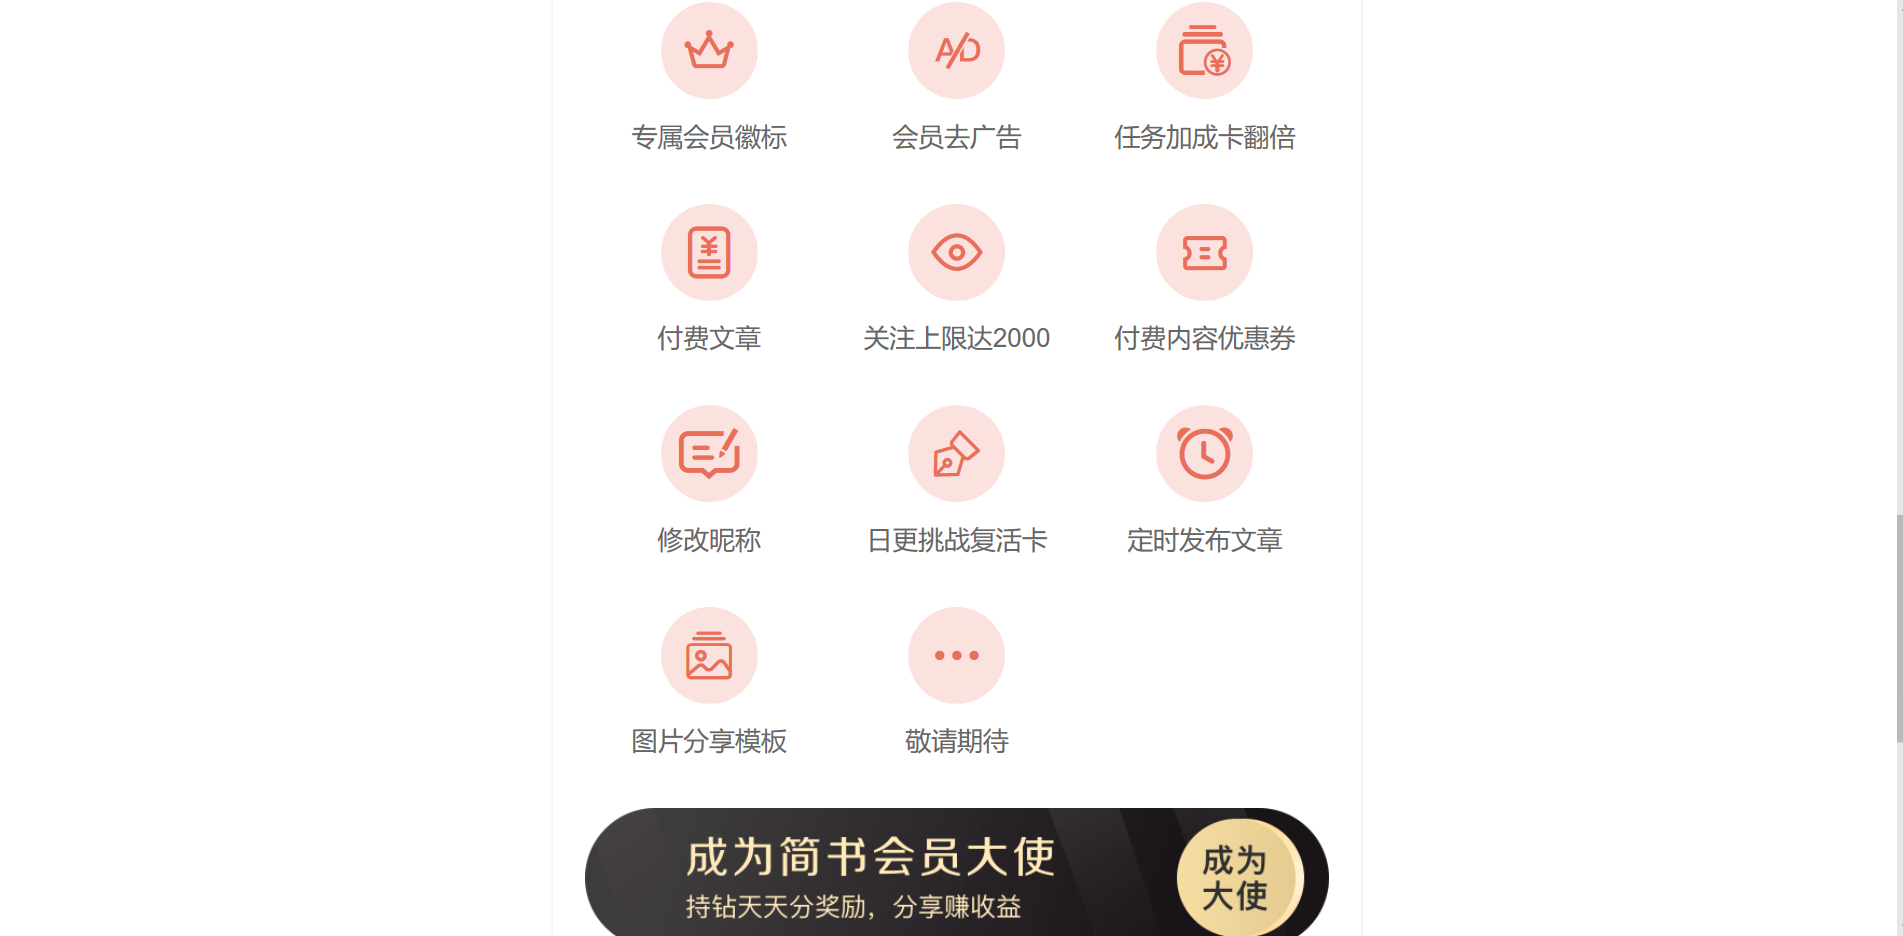 专属会员徽标
会员去广告
任务加成卡翻倍
付费文章
关注上限达2000
付费内容优惠券
修改昵称
日更挑战复活卡
定时发布文章
图片分享模板
敬请期待
成为简书会员大使
持钻天天分奖励，分享赚收益
成为
大使